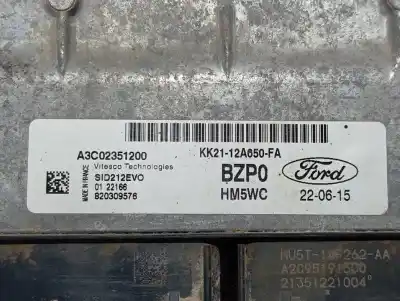 A3C02351200
Vitesco Technologies
MADE IN FRANCE
SID212EVO
01 22166
820309576
KK21-12A650-FA
BZP0
Ford
HM5WC
22-06-15
21351221004